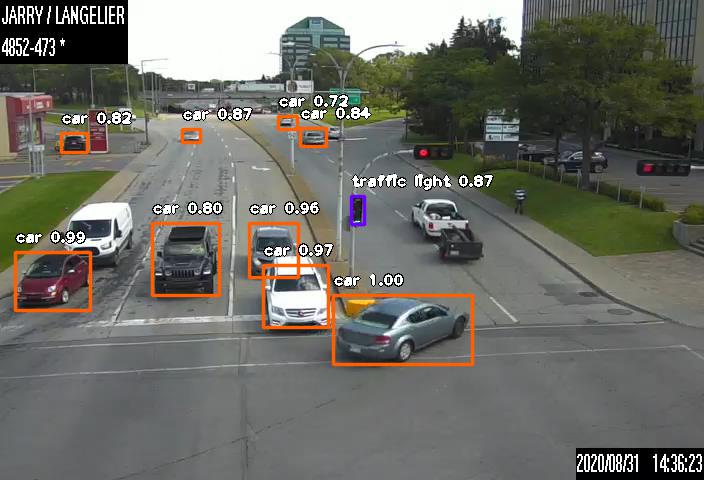 JARRY / LANGELIER
4852-473 *
car 0.72
car 0.82
car 0.87
car 0.84
traffic light 0.87
car 0.80
car 0.96
car 0.99
car 0.97
car 1.00
2020/08/31 14:36:23